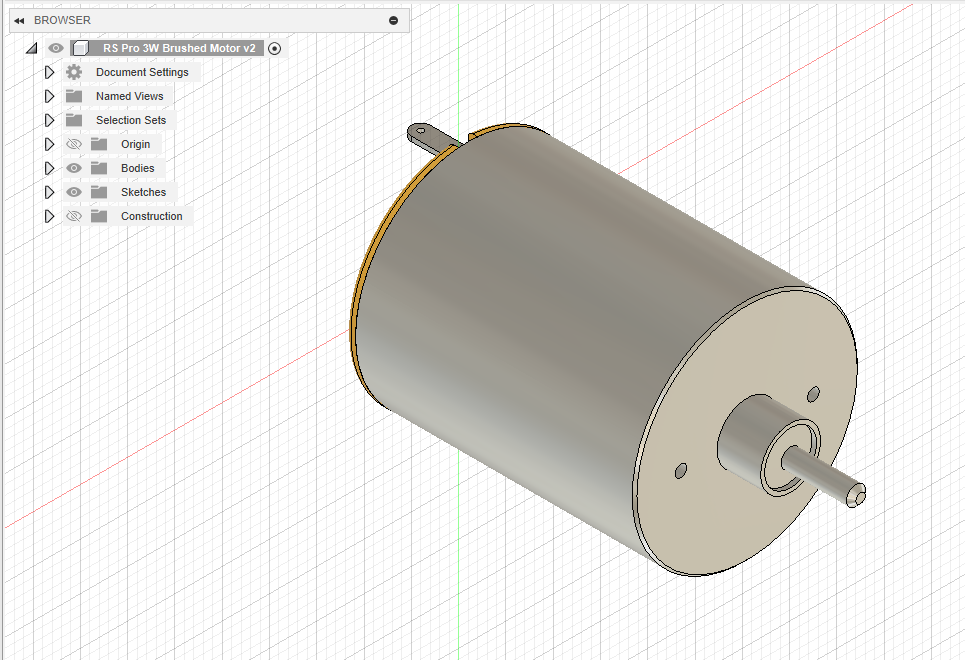 BROWSER
RS Pro 3W Brushed Motor v2
Document Settings
Named Views
Selection Sets
Origin
Bodies
Sketches
Construction